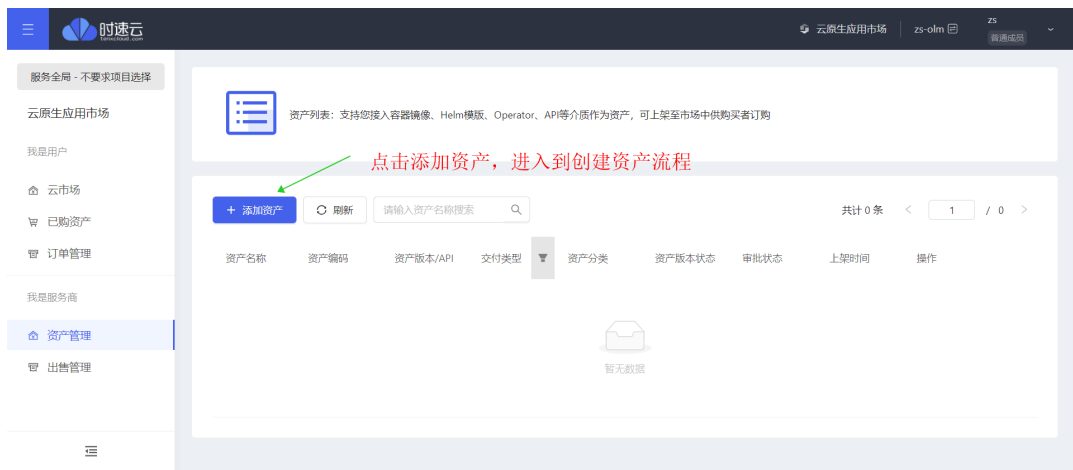 时速云
tenxcloud.com
云原生应用市场
zs-olm
zs
普通成员
服务全局 - 不要求项目选择
云原生应用市场
我是用户
云市场
已购资产
订单管理
我是服务商
资产管理
出售管理
资产列表：支持您接入容器镜像、Helm模版、Operator、API等介质作为资产，可上架至市场中供购买者订购
点击添加资产，进入到创建资产流程
+ 添加资产 刷新 请输入资产名称搜索 共计 0 条 < 1 / 0 >
资产名称 资产编码 资产版本/API 交付类型 资产分类 资产版本状态 审批状态 上架时间 操作
暂无数据